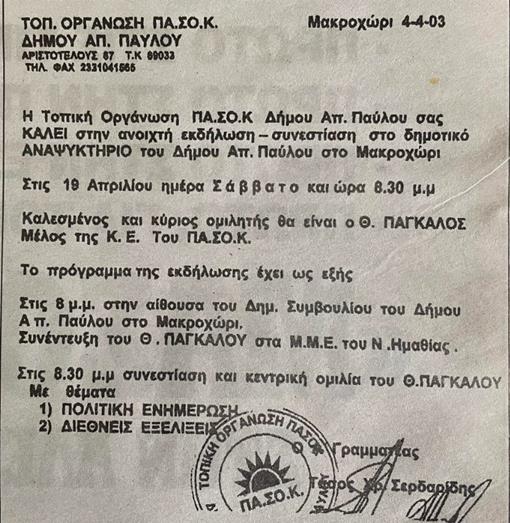 ΤΟΠ. ΟΡΓΑΝΩΣΗ ΠΑ.ΣΟ.Κ.
Μακροχώρι 4-4-03
ΔΗΜΟΥ ΑΠ. ΠΑΥΛΟΥ
ΑΡΙΣΤΟΤΕΛΟΥΣ 67 Τ.Κ 59033
ΤΗΛ. ΦΑΧ 2331041565
Η Τοπική Οργάνωση ΠΑ.ΣΟ.Κ Δήμου Απ. Παύλου σας
ΚΑΛΕΙ στην ανοιχτή εκδήλωση – συνεστίαση στο δημοτικό
ΑΝΑΨΥΚΤΗΡΙΟ του Δήμου Απ. Παύλου στο Μακροχώρι
Στις 19 Απριλίου ημέρα Σάββατο και ώρα 8.30 μ.μ
Καλεσμένος και κύριος ομιλητής θα είναι ο Θ. ΠΑΓΚΑΛΟΣ
Μέλος της Κ. Ε. Του ΠΑ.ΣΟ.Κ.
Το πρόγραμμα της εκδήλωσης έχει ως εξής
Στις 8 μ.μ. στην αίθουσα του Δημ. Συμβουλίου του Δήμου
Απ. Παύλου στο Μακροχώρι.
Συνέντευξη του Θ. ΠΑΓΚΑΛΟΥ στα Μ.Μ.Ε. του Ν. Ημαθίας.
Στις 8.30 μ.μ συνεστίαση και κεντρική ομιλία του Θ.ΠΑΓΚΑΛΟΥ
Με θέματα
1) ΠΟΛΙΤΙΚΗ ΕΝΗΜΕΡΩΣΗ
2) ΔΙΕΘΝΕΙΣ ΕΞΕΛΙΞΕΙΣ
Ο Γραμματέας
Χρ. Σερδαρίδης
ΤΟΠΙΚΗ ΟΡΓΑΝΩΣΗ ΠΑΣΟΚ
ΠΑ.ΣΟ.Κ.